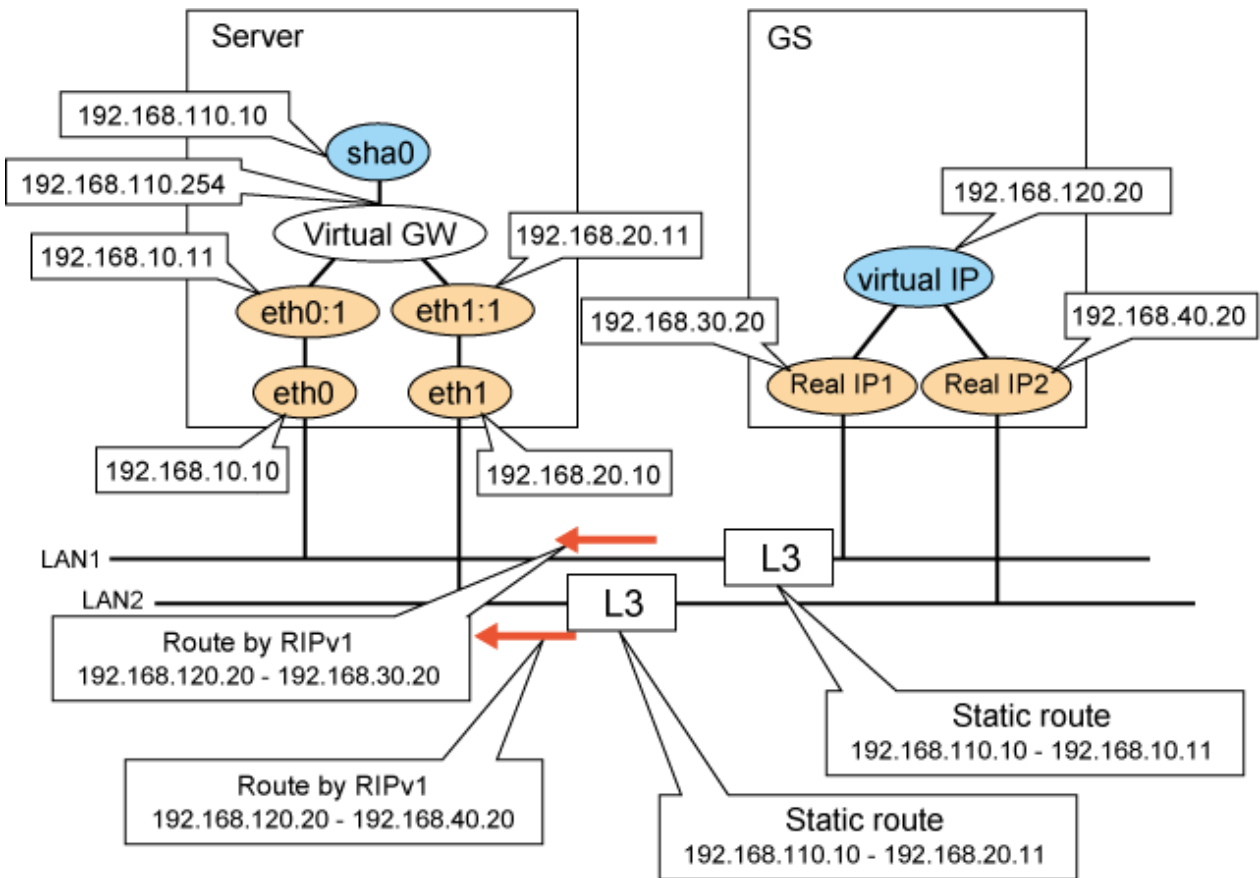 Server
GS
192.168.110.10
sha0
192.168.110.254
192.168.120.20
Virtual GW
192.168.20.11
192.168.10.11
virtual IP
eth0:1
eth1:1
192.168.30.20
192.168.40.20
eth0
eth1
Real IP1
Real IP2
192.168.10.10
192.168.20.10
LAN1
L3
LAN2
L3
Route by RIPv1
192.168.120.20 - 192.168.30.20
Static route
192.168.110.10 - 192.168.10.11
Route by RIPv1
192.168.120.20 - 192.168.40.20
Static route
192.168.110.10 - 192.168.20.11